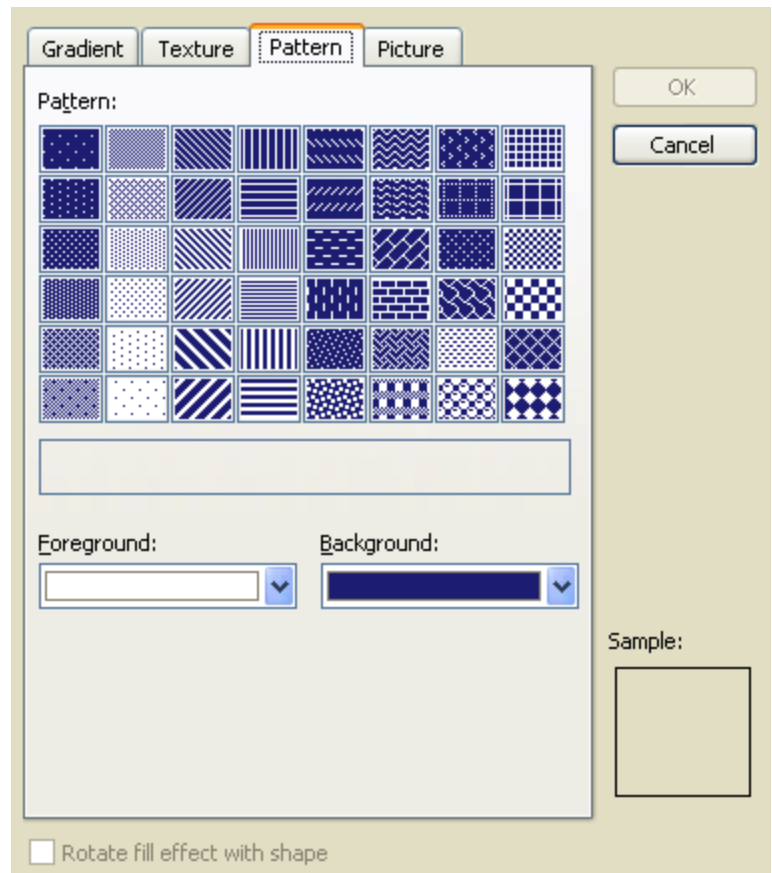 Gradient Texture Pattern Picture
Pattern:
OK
Cancel
Foreground: Background:
Sample:
Rotate fill effect with shape